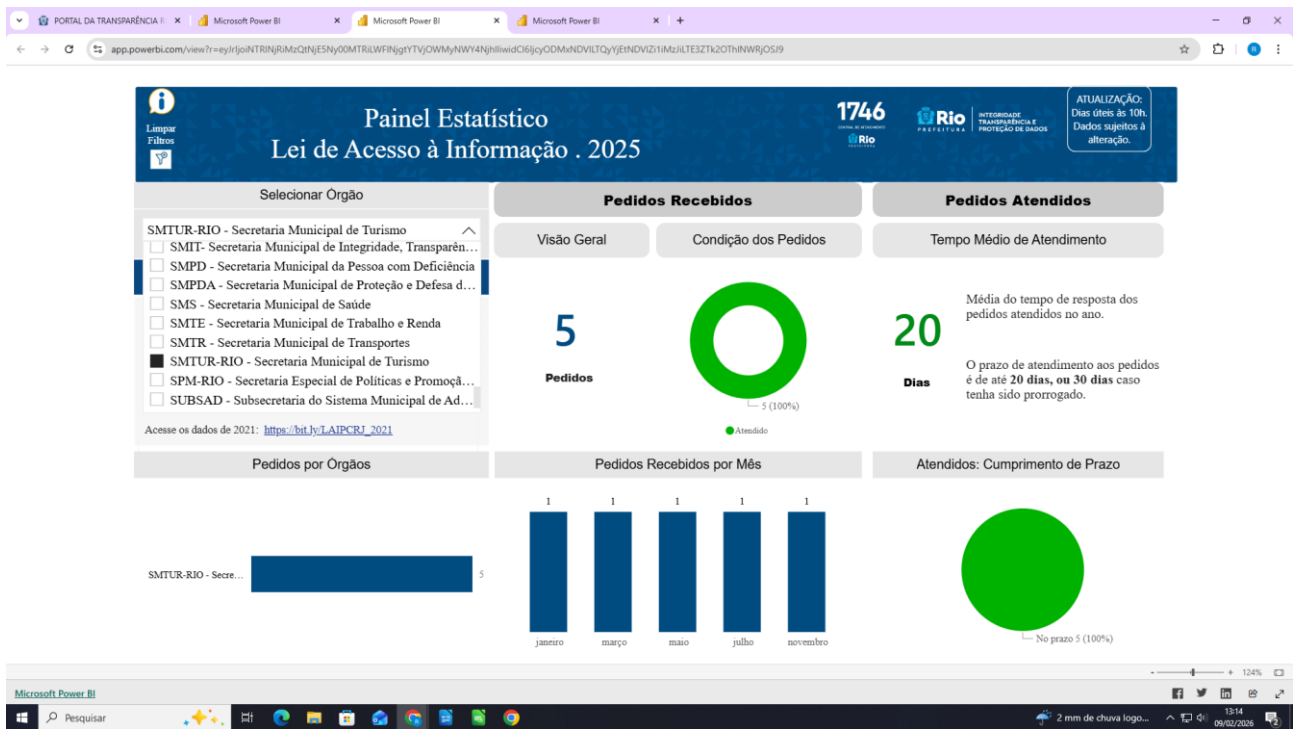 PORTAL DA TRANSPARÊNCIA R
Microsoft Power BI
Microsoft Power BI
Microsoft Power BI
Limpar
Filtros
Painel Estatístico
Lei de Acesso à Informação . 2025
1746
Rio
PREFEITURA
Rio
PREFEITURA
INTEGRIDADE
TRANSPARÊNCIA E
PROTEÇÃO DE DADOS
ATUALIZAÇÃO:
Dias úteis às 10h.
Dados sujeitos à
alteração.
Selecionar Órgão
SMTUR-RIO - Secretaria Municipal de Turismo
SMIT- Secretaria Municipal de Integridade, Transparên...
SMPD - Secretaria Municipal da Pessoa com Deficiência
SMPDA - Secretaria Municipal de Proteção e Defesa d...
SMS - Secretaria Municipal de Saúde
SMTE - Secretaria Municipal de Trabalho e Renda
SMTR - Secretaria Municipal de Transportes
SMTUR-RIO - Secretaria Municipal de Turismo
SPM-RIO - Secretaria Especial de Políticas e Promoçã...
SUBSAD - Subsecretaria do Sistema Municipal de Ad...
Acesse os dados de 2021: https://bit.ly/LAIPCRJ_2021
Pedidos Recebidos
Visão Geral
Condição dos Pedidos
5
Pedidos
5 (100%)
Atendido
Pedidos Atendidos
Tempo Médio de Atendimento
20
Dias
Média do tempo de resposta dos
pedidos atendidos no ano.
O prazo de atendimento aos pedidos
é de até 20 dias, ou 30 dias caso
tenha sido prorrogado.
Pedidos por Órgãos
SMTUR-RIO - Secre...
5
Pedidos Recebidos por Mês
1 1 1 1 1
janeiro março maio julho novembro
Atendidos: Cumprimento de Prazo
No prazo 5 (100%)
- + 124%
Microsoft Power BI
Pesquisar
2 mm de chuva logo...
13:14
09/02/2026